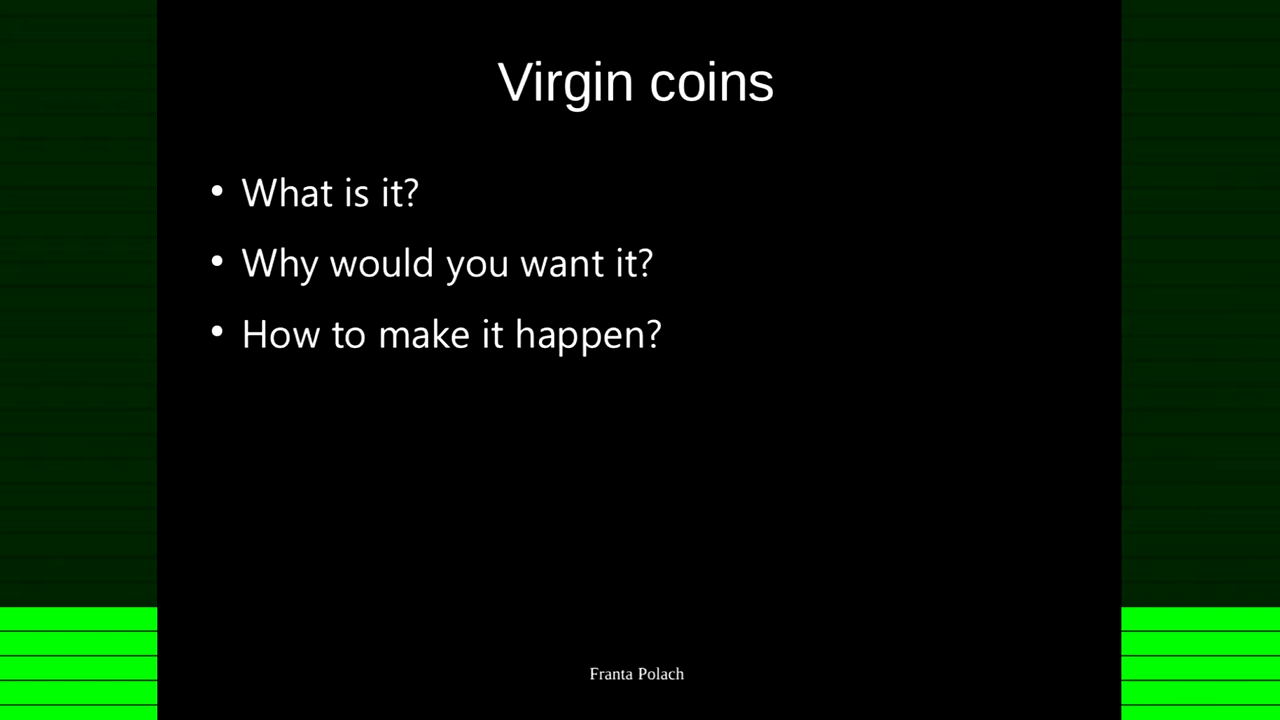 Virgin coins
• What is it?
• Why would you want it?
• How to make it happen?
Franta Polach